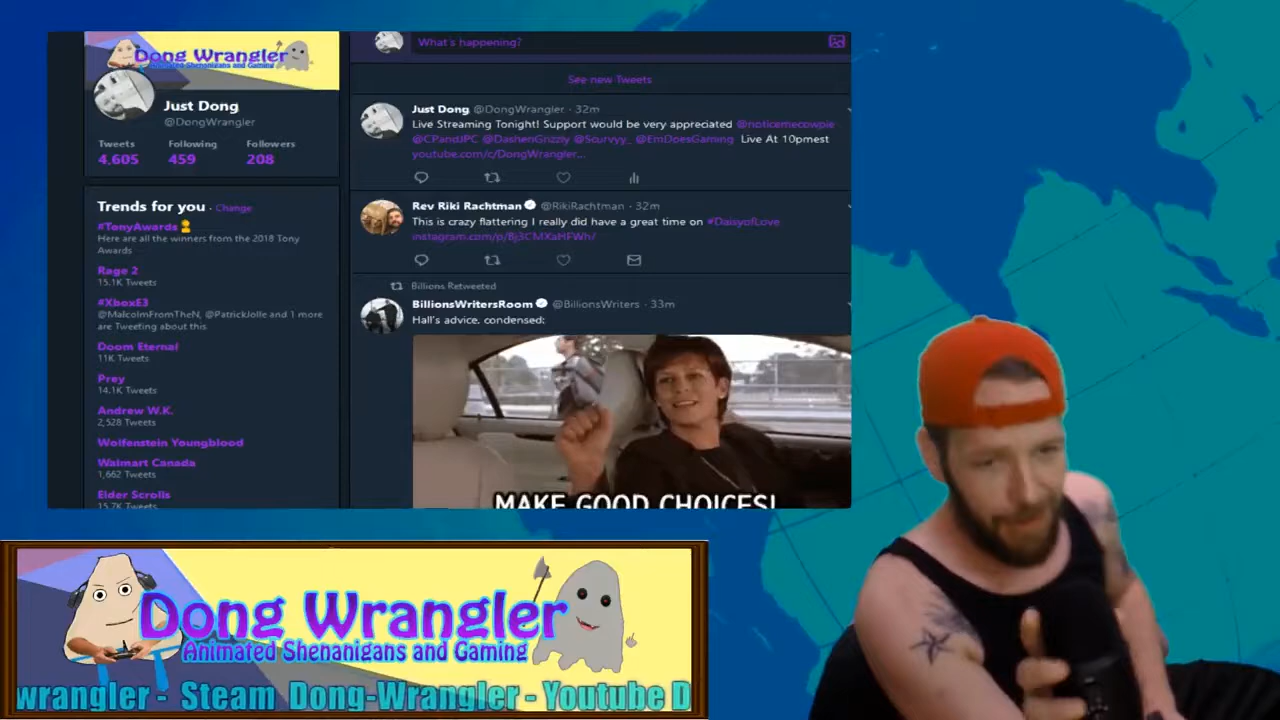 Dong Wrangler
Animated Shenanigans and Gaming
Just Dong
@DongWrangler
Tweets Following Followers
4,605 459 208
Trends for you · Change
#TonyAwards
Here are all the winners from the 2018 Tony
Awards
Rage 2
15.1K Tweets
#XboxE3
@MalcolmFromTheN, @PatrickJolle and 1 more
are Tweeting about this
Doom Eternal
11K Tweets
Prey
14.1K Tweets
Andrew W.K.
2,528 Tweets
Wolfenstein Youngblood
Walmart Canada
1,662 Tweets
Elder Scrolls
15.7K Tweets
What's happening?
See new Tweets
Just Dong @DongWrangler · 32m
Live Streaming Tonight! Support would be very appreciated @noticemecowpie
@CPandJPC @DashenGrizzly @Scurvyy_ @EmDoesGaming Live At 10pmest
youtube.com/c/DongWrangler...
Rev Riki Rachtman @RikiRachtman · 32m
This is crazy flattering I really did have a great time on #DaisyofLove
Billions Retweeted
BillionsWritersRoom @BillionsWriters · 33m
Hall's advice, condensed:
MAKE GOOD CHOICES!
Dong Wrangler
Animated Shenanigans and Gaming
wrangler - Steam Dong-Wrangler - Youtube D